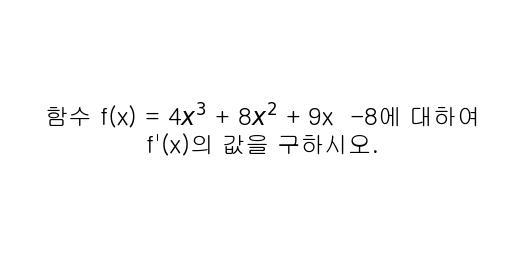 함수 f(x) = 4x³ + 8x² + 9x  -8에 대하여
f'(x)의 값을 구하시오.